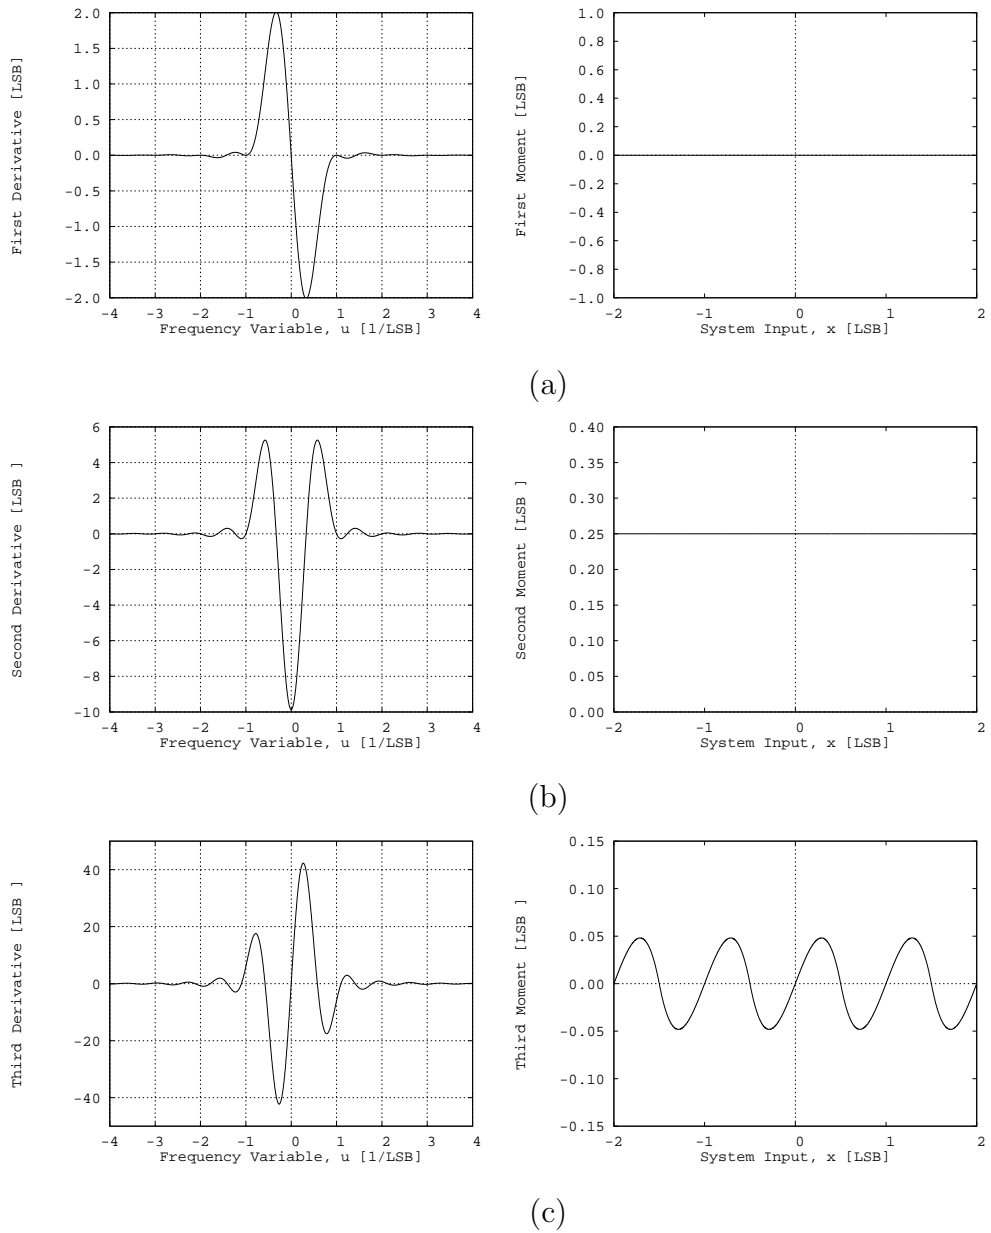 First Derivative [LSB]
2.0
1.5
1.0
0.5
0.0
-0.5
-1.0
-1.5
-2.0
-4 -3 -2 -1 0 1 2 3 4
Frequency Variable, u [1/LSB]
First Moment [LSB]
1.0
0.8
0.6
0.4
0.2
0.0
-0.2
-0.4
-0.6
-0.8
-1.0
-2 -1 0 1 2
System Input, x [LSB]
(a)
Second Derivative [LSB ]
6
4
2
0
-2
-4
-6
-8
-10
-4 -3 -2 -1 0 1 2 3 4
Frequency Variable, u [1/LSB]
Second Moment [LSB ]
0.40
0.35
0.30
0.25
0.20
0.15
0.10
0.05
0.00
-2 -1 0 1 2
System Input, x [LSB]
(b)
Third Derivative [LSB ]
40
20
0
-20
-40
-4 -3 -2 -1 0 1 2 3 4
Frequency Variable, u [1/LSB]
Third Moment [LSB ]
0.15
0.10
0.05
0.00
-0.05
-0.10
-0.15
-2 -1 0 1 2
System Input, x [LSB]
(c)